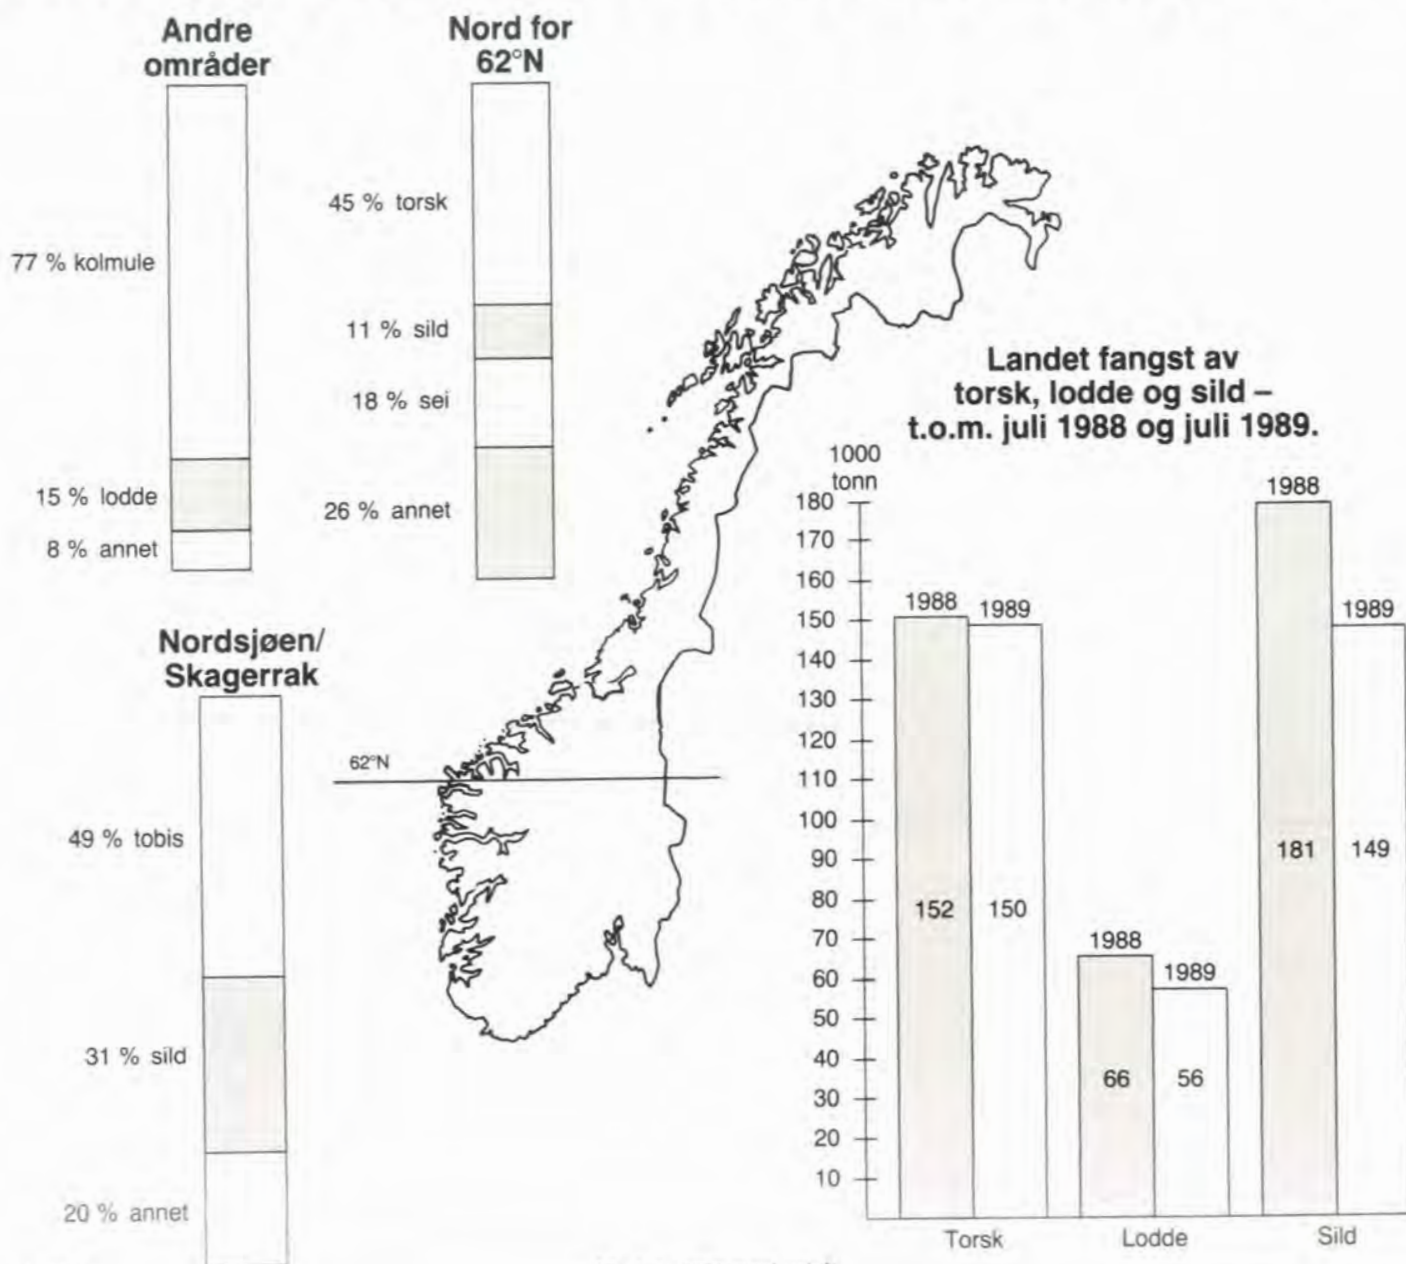 Andre
områder
77 % kolmule
15 % lodde
8 % annet
Nord for
62°N
45 % torsk
11 % sild
18 % sei
26 % annet
Nordsjøen/
Skagerrak
49 % tobis
31 % sild
20 % annet
62°N
Landet fangst av
torsk, lodde og sild –
t.o.m. juli 1988 og juli 1989.
1000
tonn
180
170
160
150
140
130
120
110
100
90
80
70
60
50
40
30
20
10
1988
1989
152
150
Torsk
1988
1989
66
56
Lodde
1988
1989
181
149
Sild